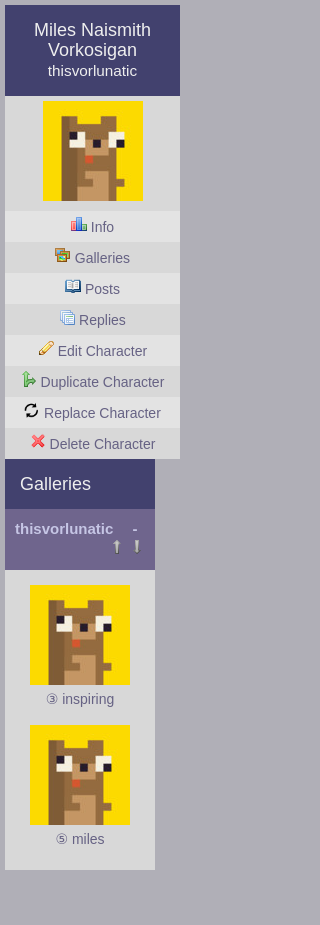 Miles Naismith
Vorkosigan
thisvorlunatic
Info
Galleries
Posts
Replies
Edit Character
Duplicate Character
Replace Character
Delete Character
Galleries
thisvorlunatic -
③ inspiring
⑤ miles